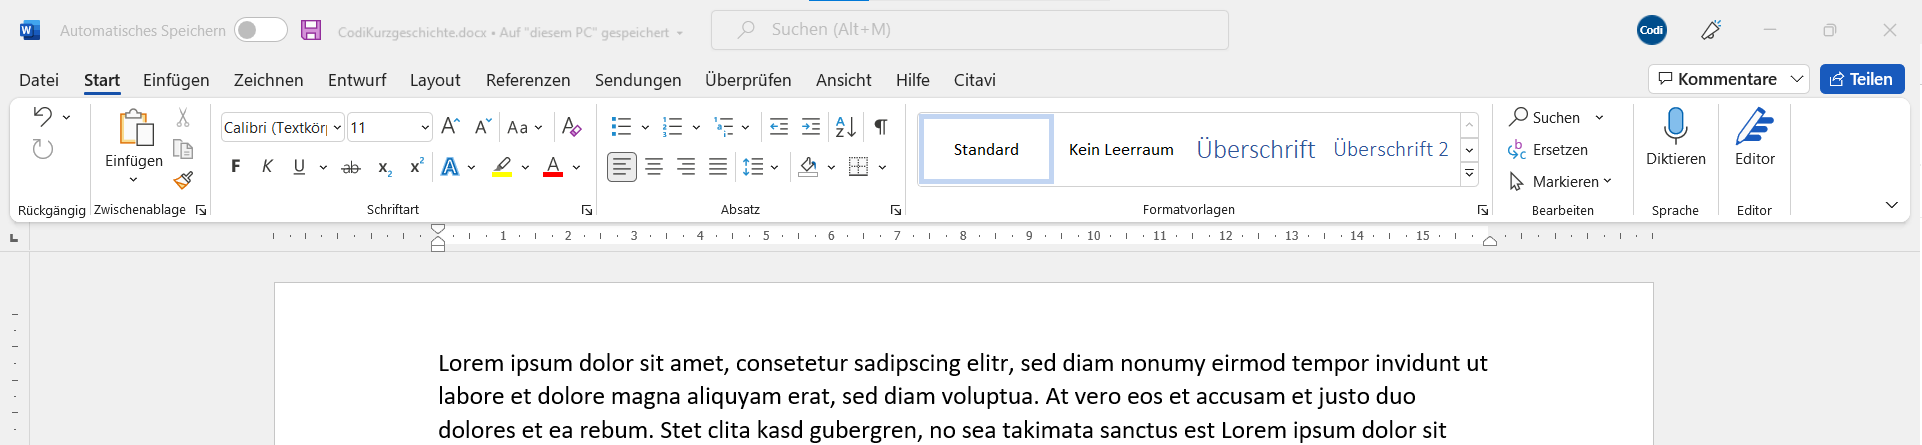 Automatisches Speichern CodiKurzgeschichte.docx • Auf "diesem PC" gespeichert Suchen (Alt+M) Codi
Datei Start Einfügen Zeichnen Entwurf Layout Referenzen Sendungen Überprüfen Ansicht Hilfe Citavi Kommentare Teilen
Calibri (Textkörp 11 Aa
Einfügen
F K U ab x₂ x² A A
Standard Kein Leerraum Überschrift Überschrift 2
Suchen
Ersetzen
Markieren
Diktieren
Editor
Rückgängig Zwischenablage Schriftart Absatz Formatvorlagen Bearbeiten Sprache Editor
1 2 3 4 5 6 7 8 9 10 11 12 13 14 15
Lorem ipsum dolor sit amet, consetetur sadipscing elitr, sed diam nonumy eirmod tempor invidunt ut
labore et dolore magna aliquyam erat, sed diam voluptua. At vero eos et accusam et justo duo
dolores et ea rebum. Stet clita kasd gubergren, no sea takimata sanctus est Lorem ipsum dolor sit